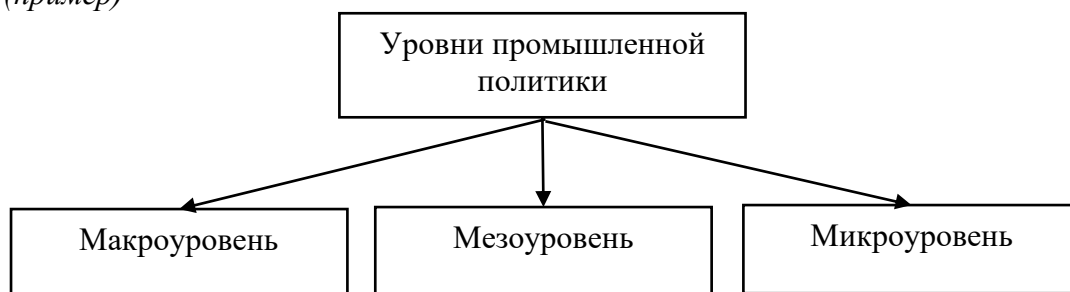 (пример)
Уровни промышленной
политики
Макроуровень
Мезоуровень
Микроуровень